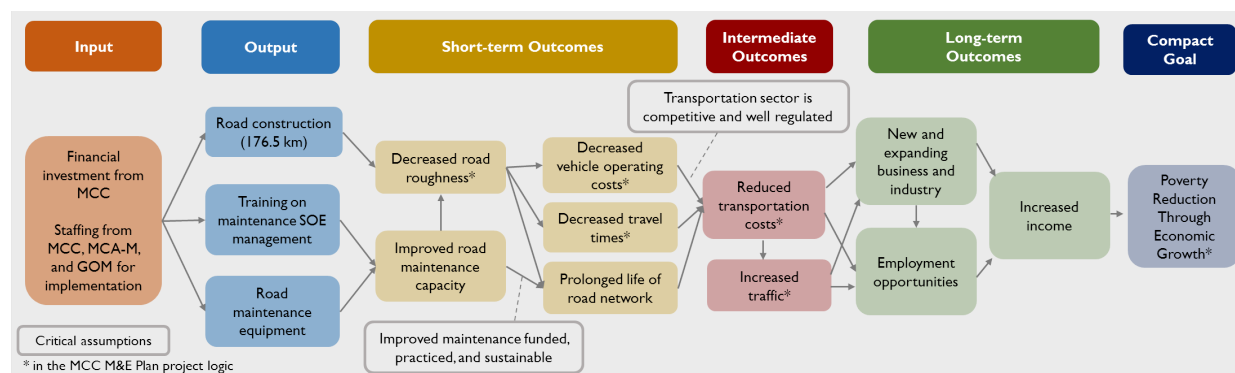 Input
Output
Short-term Outcomes
Intermediate
Outcomes
Long-term
Outcomes
Compact
Goal
Transportation sector is
competitive and well regulated
Financial
investment from
MCC
Staffing from
MCC, MCA-M,
and GOM for
implementation
Road construction
(176.5 km)
Training on
maintenance SOE
management
Road
maintenance
equipment
Decreased road
roughness*
Improved road
maintenance
capacity
Decreased
vehicle operating
costs*
Decreased travel
times*
Prolonged life of
road network
Reduced
transportation
costs*
Increased
traffic*
New and
expanding
business and
industry
Employment
opportunities
Increased
income
Poverty
Reduction
Through
Economic
Growth*
Improved maintenance funded,
practiced, and sustainable
Critical assumptions
* in the MCC M&E Plan project logic